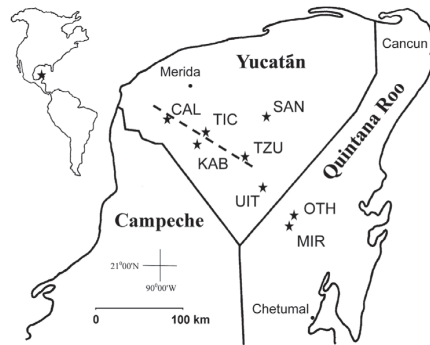 Cancun
Yucatán
Merida
CAL
TIC
SAN
KAB
TZU
Quintana Roo
UIT
Campeche
OTH
MIR
21°00'N
90°00'W
0 100 km
Chetumal